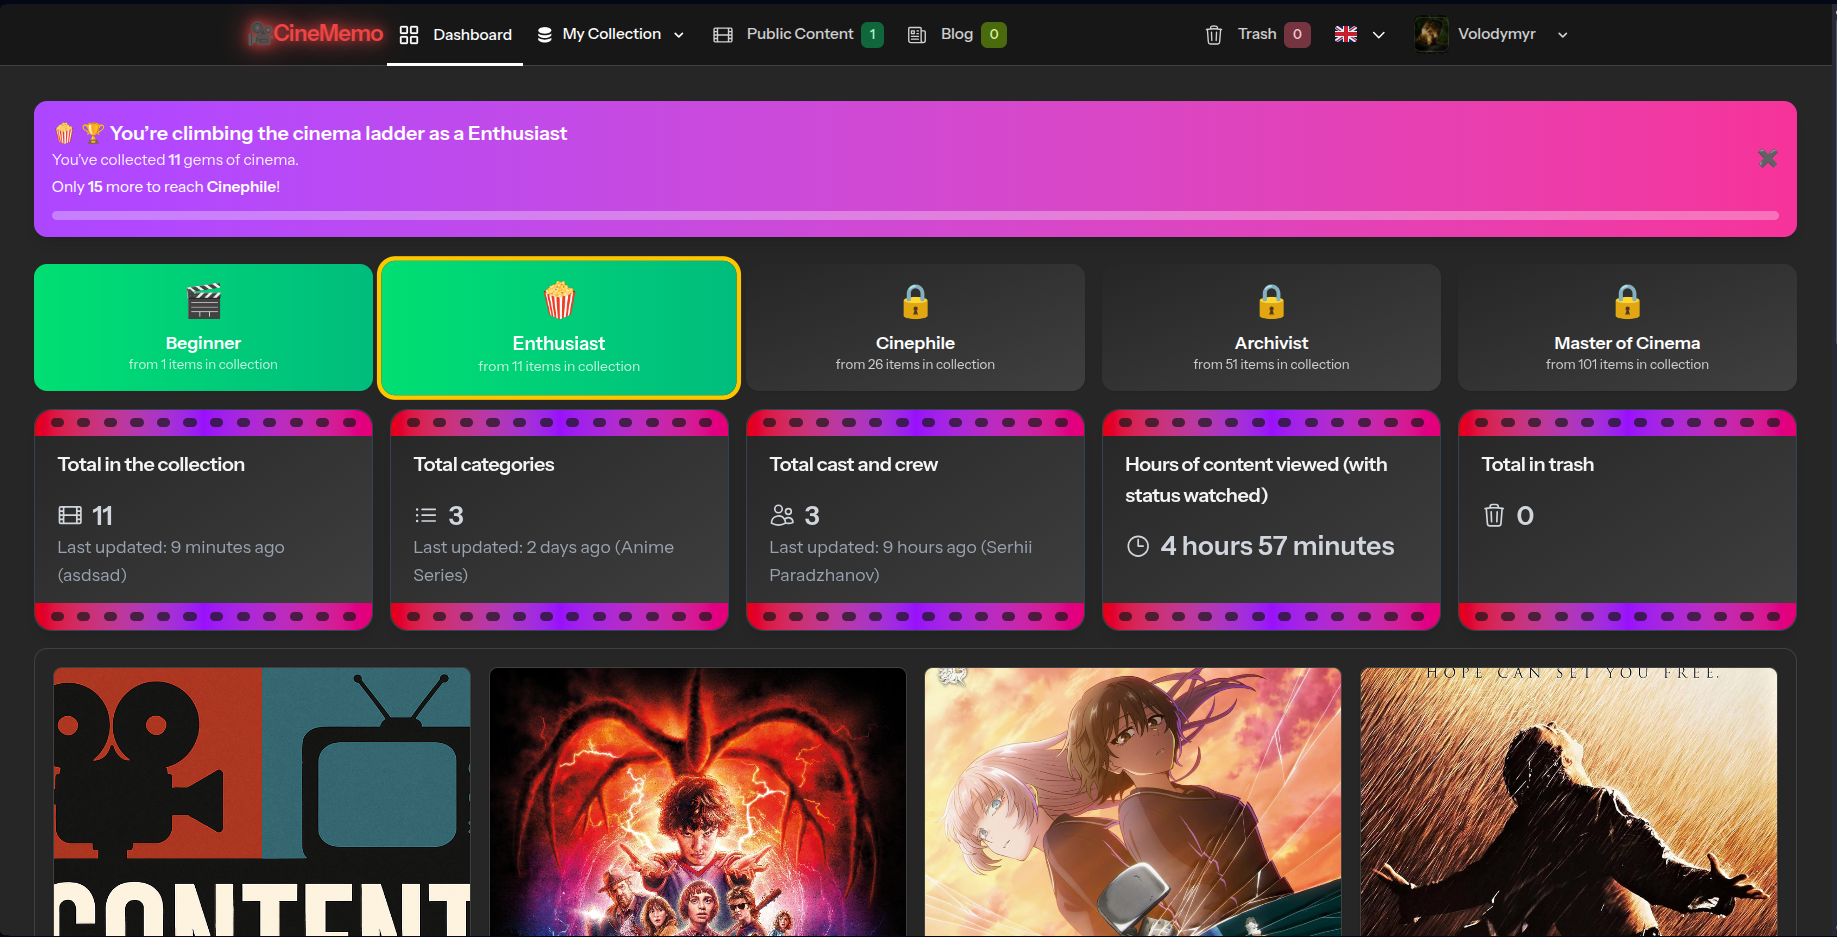 CineMemo
Dashboard
My Collection
Public Content 1
Blog 0
Trash 0
Volodymyr
You're climbing the cinema ladder as a Enthusiast
You've collected 11 gems of cinema.
Only 15 more to reach Cinephile!
Beginner
from 1 items in collection
Enthusiast
from 11 items in collection
Cinephile
from 26 items in collection
Archivist
from 51 items in collection
Master of Cinema
from 101 items in collection
Total in the collection
11
Last updated: 9 minutes ago
(asdsad)
Total categories
3
Last updated: 2 days ago (Anime
Series)
Total cast and crew
3
Last updated: 9 hours ago (Serhii
Paradzhanov)
Hours of content viewed (with
status watched)
4 hours 57 minutes
Total in trash
0
CONTENT
HOPE CAN SET YOU FREE.